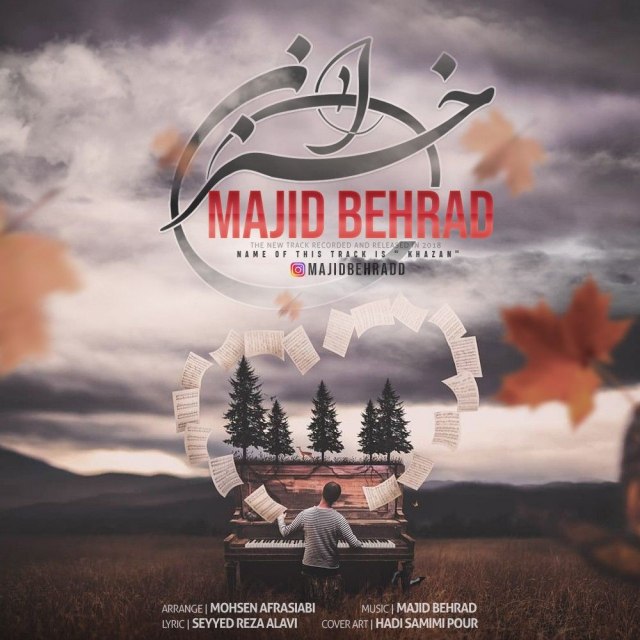 خزان
MAJID BEHRAD
THE NEW TRACK RECORDED AND RELEASED IN 2018
NAME OF THIS TRACK IS " KHAZAN"
MAJIDBEHRADD
ARRANGE | MOHSEN AFRASIABI
MUSIC | MAJID BEHRAD
LYRIC | SEYYED REZA ALAVI
COVER ART | HADI SAMIMI POUR